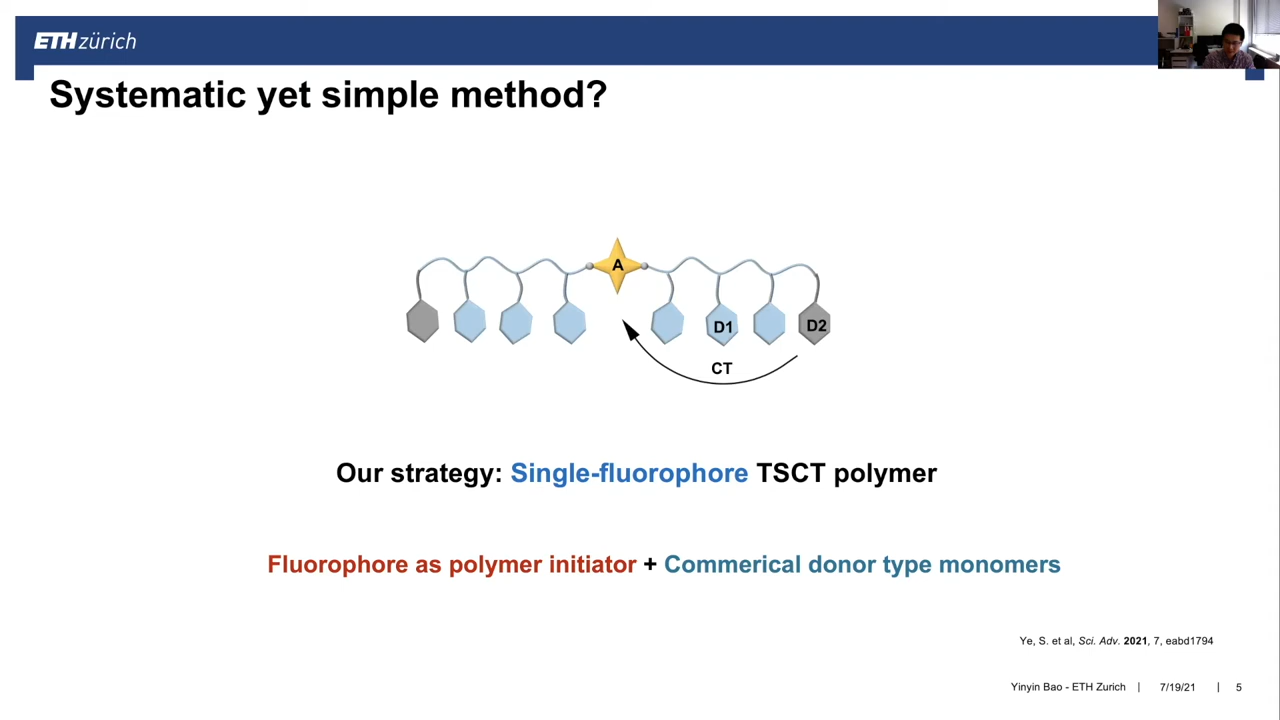 ETH zürich
Systematic yet simple method?
A
D1
D2
CT
Our strategy: Single-fluorophore TSCT polymer
Fluorophore as polymer initiator + Commerical donor type monomers
Ye, S. et al, Sci. Adv. 2021, 7, eabd1794
Yinyin Bao - ETH Zurich | 7/19/21 | 5